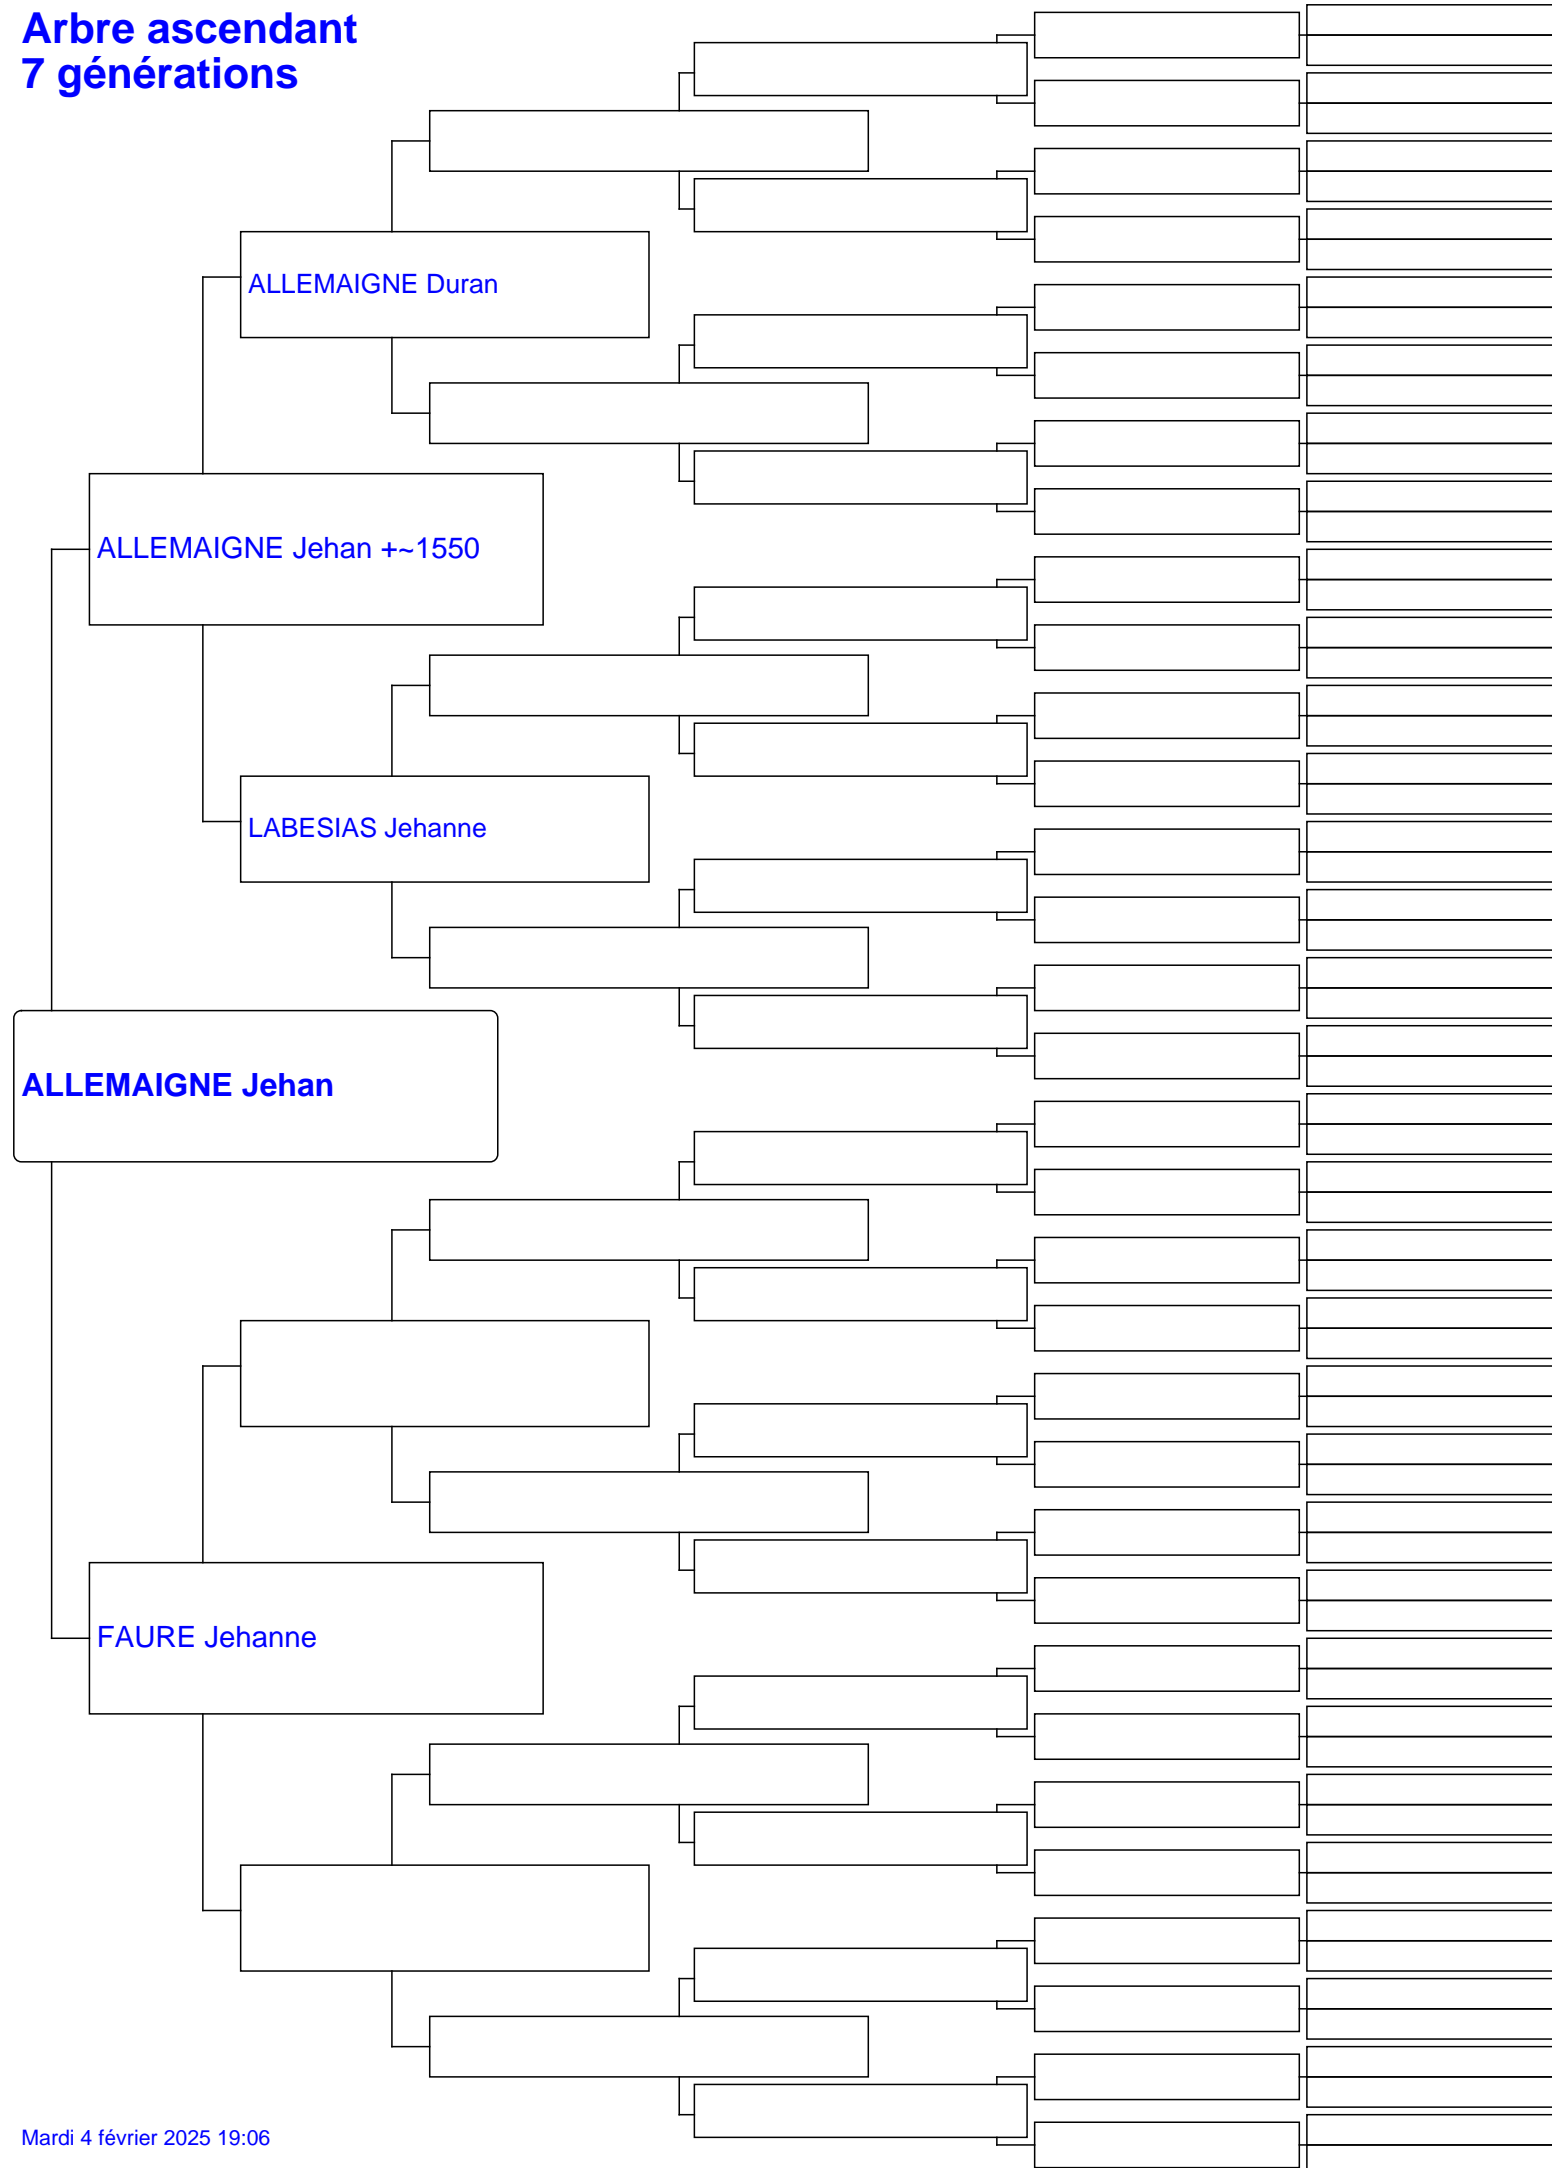 Arbre ascendant
7 générations
ALLEMAIGNE Duran
ALLEMAIGNE Jehan +~1550
LABESIAS Jehanne
ALLEMAIGNE Jehan
FAURE Jehanne
Mardi 4 février 2025 19:06